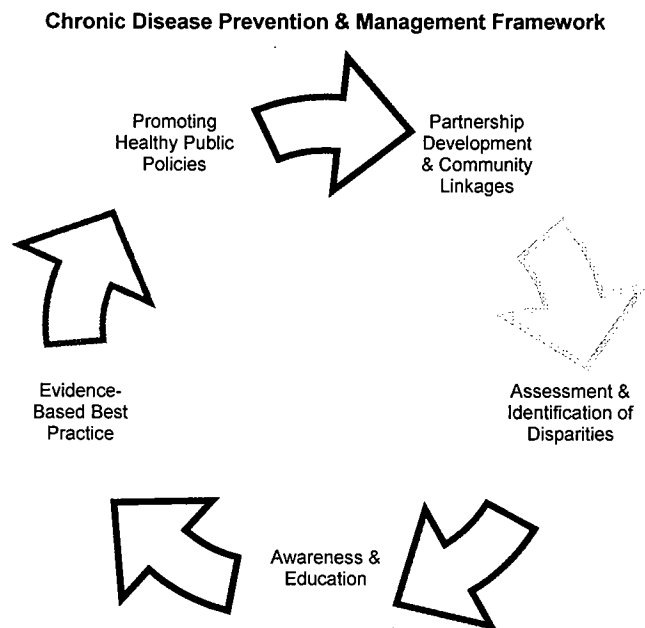 Chronic Disease Prevention & Management Framework
Promoting
Healthy Public
Policies
Partnership
Development
& Community
Linkages
Assessment &
Identification of
Disparities
Awareness &
Education
Evidence-
Based Best
Practice